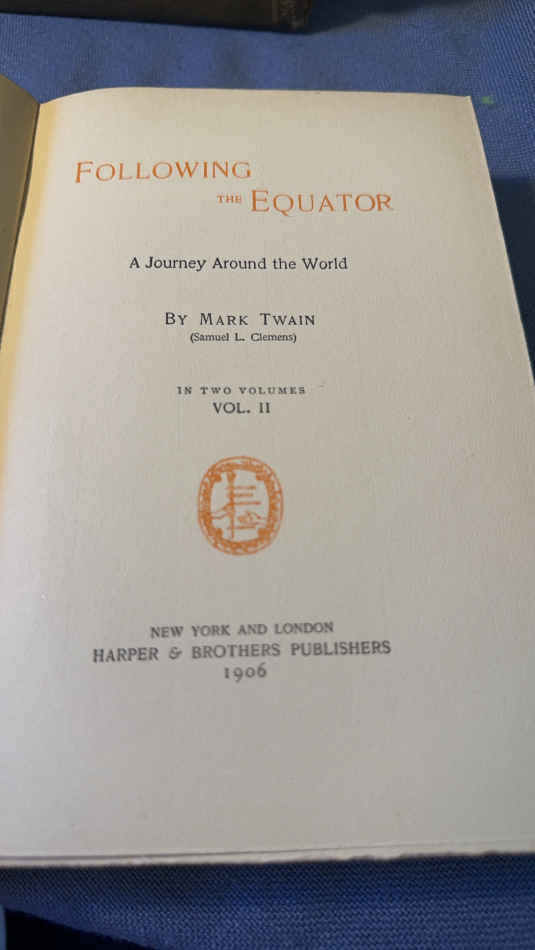 FOLLOWING
THE EQUATOR
A Journey Around the World
BY MARK TWAIN
(Samuel L. Clemens)
IN TWO VOLUMES
VOL. II
NEW YORK AND LONDON
HARPER & BROTHERS PUBLISHERS
1906